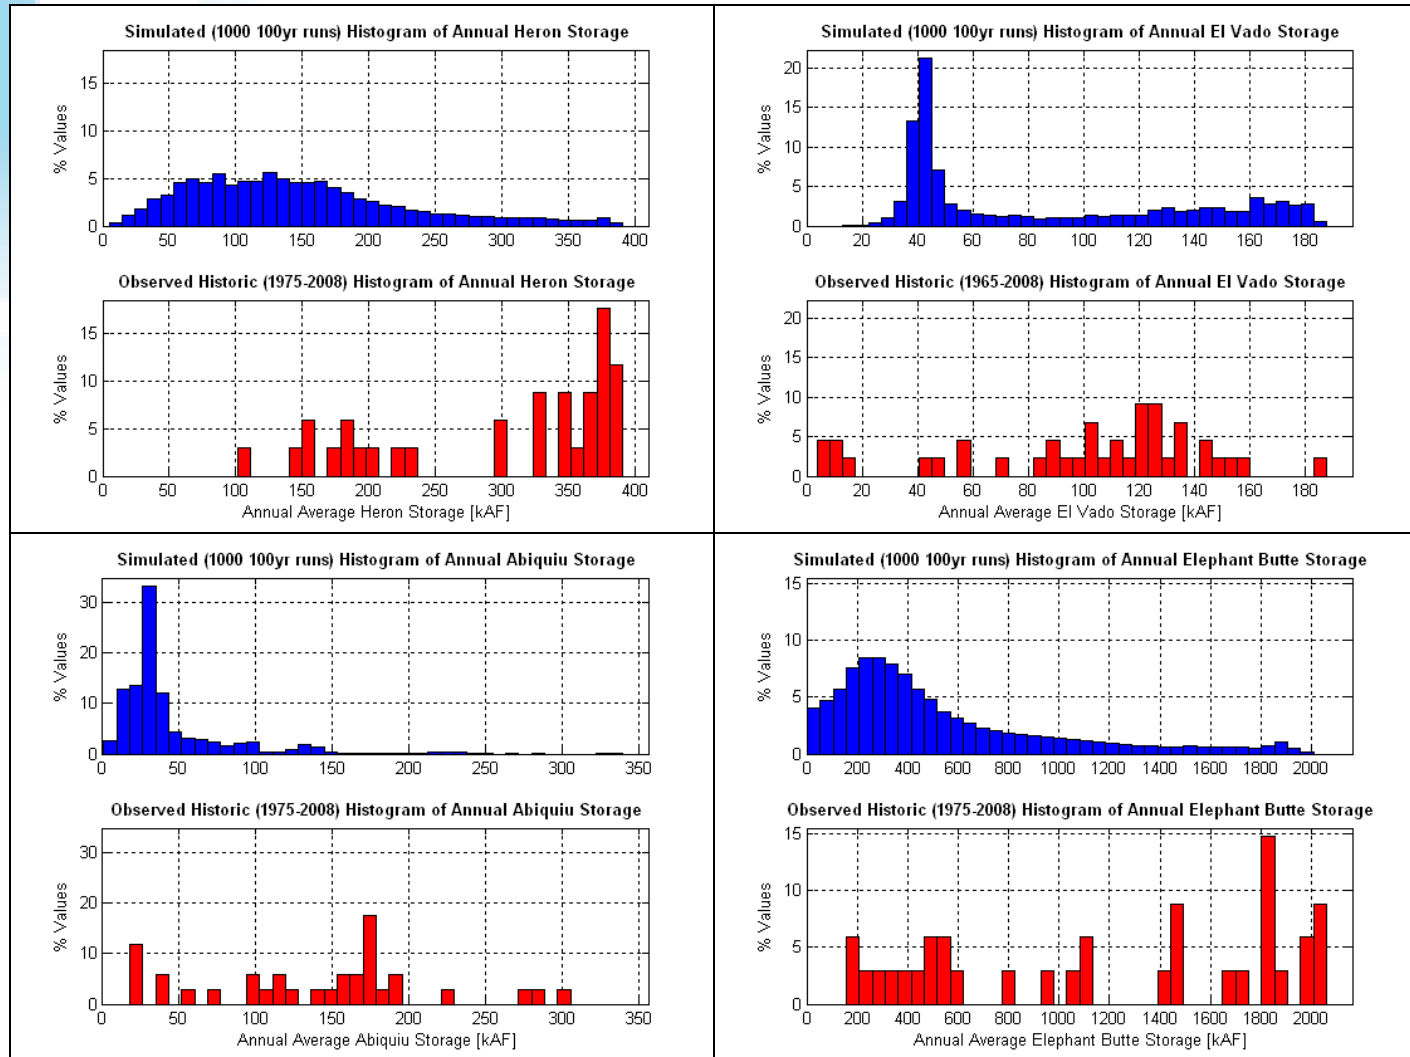 Simulated (1000 100yr runs) Histogram of Annual Heron Storage
% Values
15
10
5
0
0 50 100 150 200 250 300 350 400
Observed Historic (1975-2008) Histogram of Annual Heron Storage
% Values
15
10
5
0
0 50 100 150 200 250 300 350 400
Annual Average Heron Storage [kAF]
Simulated (1000 100yr runs) Histogram of Annual El Vado Storage
% Values
20
15
10
5
0
0 20 40 60 80 100 120 140 160 180
Observed Historic (1965-2008) Histogram of Annual El Vado Storage
% Values
20
15
10
5
0
0 20 40 60 80 100 120 140 160 180
Annual Average El Vado Storage [kAF]
Simulated (1000 100yr runs) Histogram of Annual Abiquiu Storage
% Values
30
20
10
0
0 50 100 150 200 250 300 350
Observed Historic (1975-2008) Histogram of Annual Abiquiu Storage
% Values
30
20
10
0
0 50 100 150 200 250 300 350
Annual Average Abiquiu Storage [kAF]
Simulated (1000 100yr runs) Histogram of Annual Elephant Butte Storage
% Values
15
10
5
0
0 200 400 600 800 1000 1200 1400 1600 1800 2000
Observed Historic (1975-2008) Histogram of Annual Elephant Butte Storage
% Values
15
10
5
0
0 200 400 600 800 1000 1200 1400 1600 1800 2000
Annual Average Elephant Butte Storage [kAF]